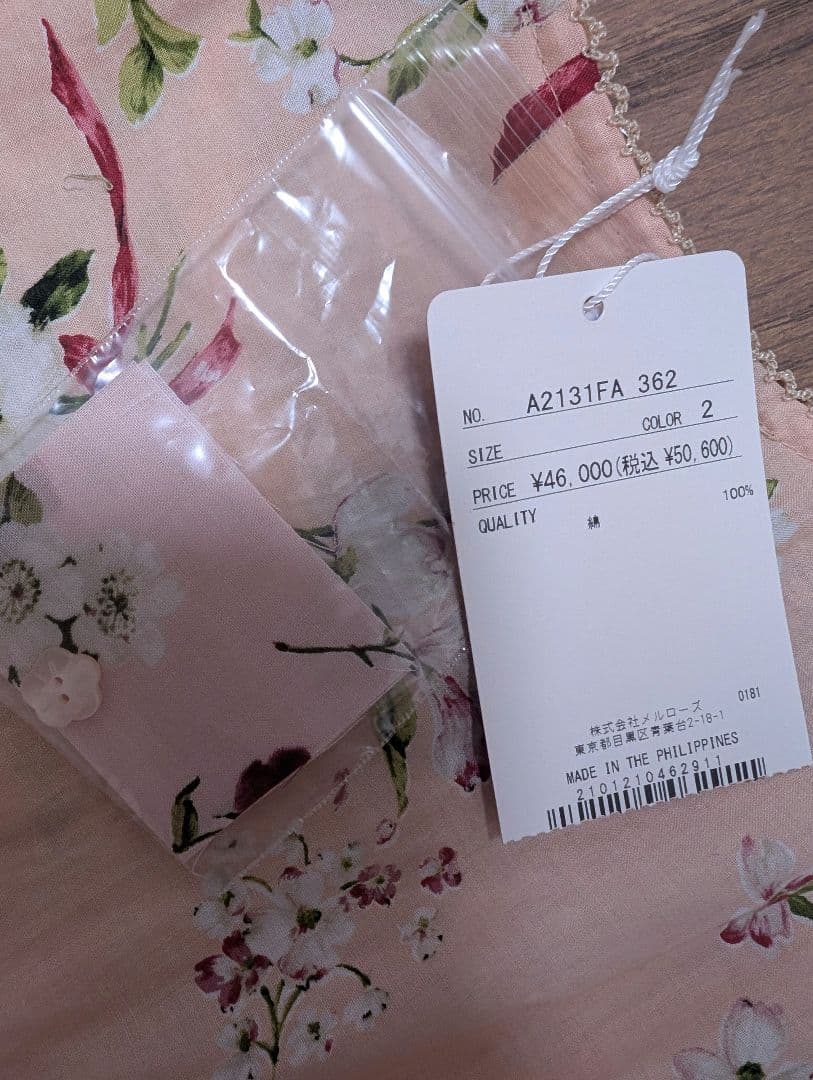 NO. A2131FA 362
SIZE COLOR 2
PRICE ¥46,000(税込 ¥50,600)
QUALITY 綿 100%
株式会社メルローズ 0181
東京都目黒区青葉台2-18-1
MADE IN THE PHILIPPINES
2101210462911